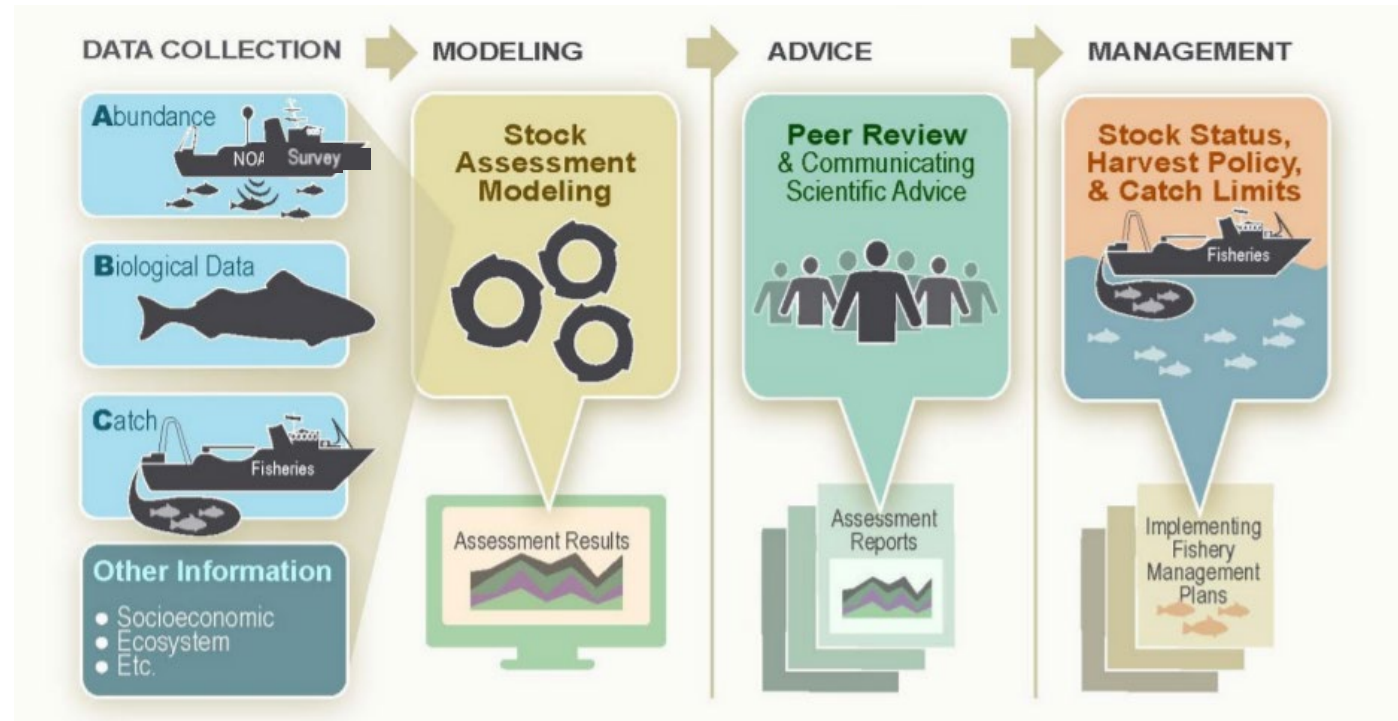 DATA COLLECTION
MODELING
ADVICE
MANAGEMENT
Abundance
NOA Survey
Biological Data
Catch
Fisheries
Other Information
● Socioeconomic
● Ecosystem
● Etc.
Stock
Assessment
Modeling
Assessment Results
Peer Review
& Communicating
Scientific Advice
Assessment
Reports
Stock Status,
Harvest Policy,
& Catch Limits
Fisheries
Implementing
Fishery
Management
Plans